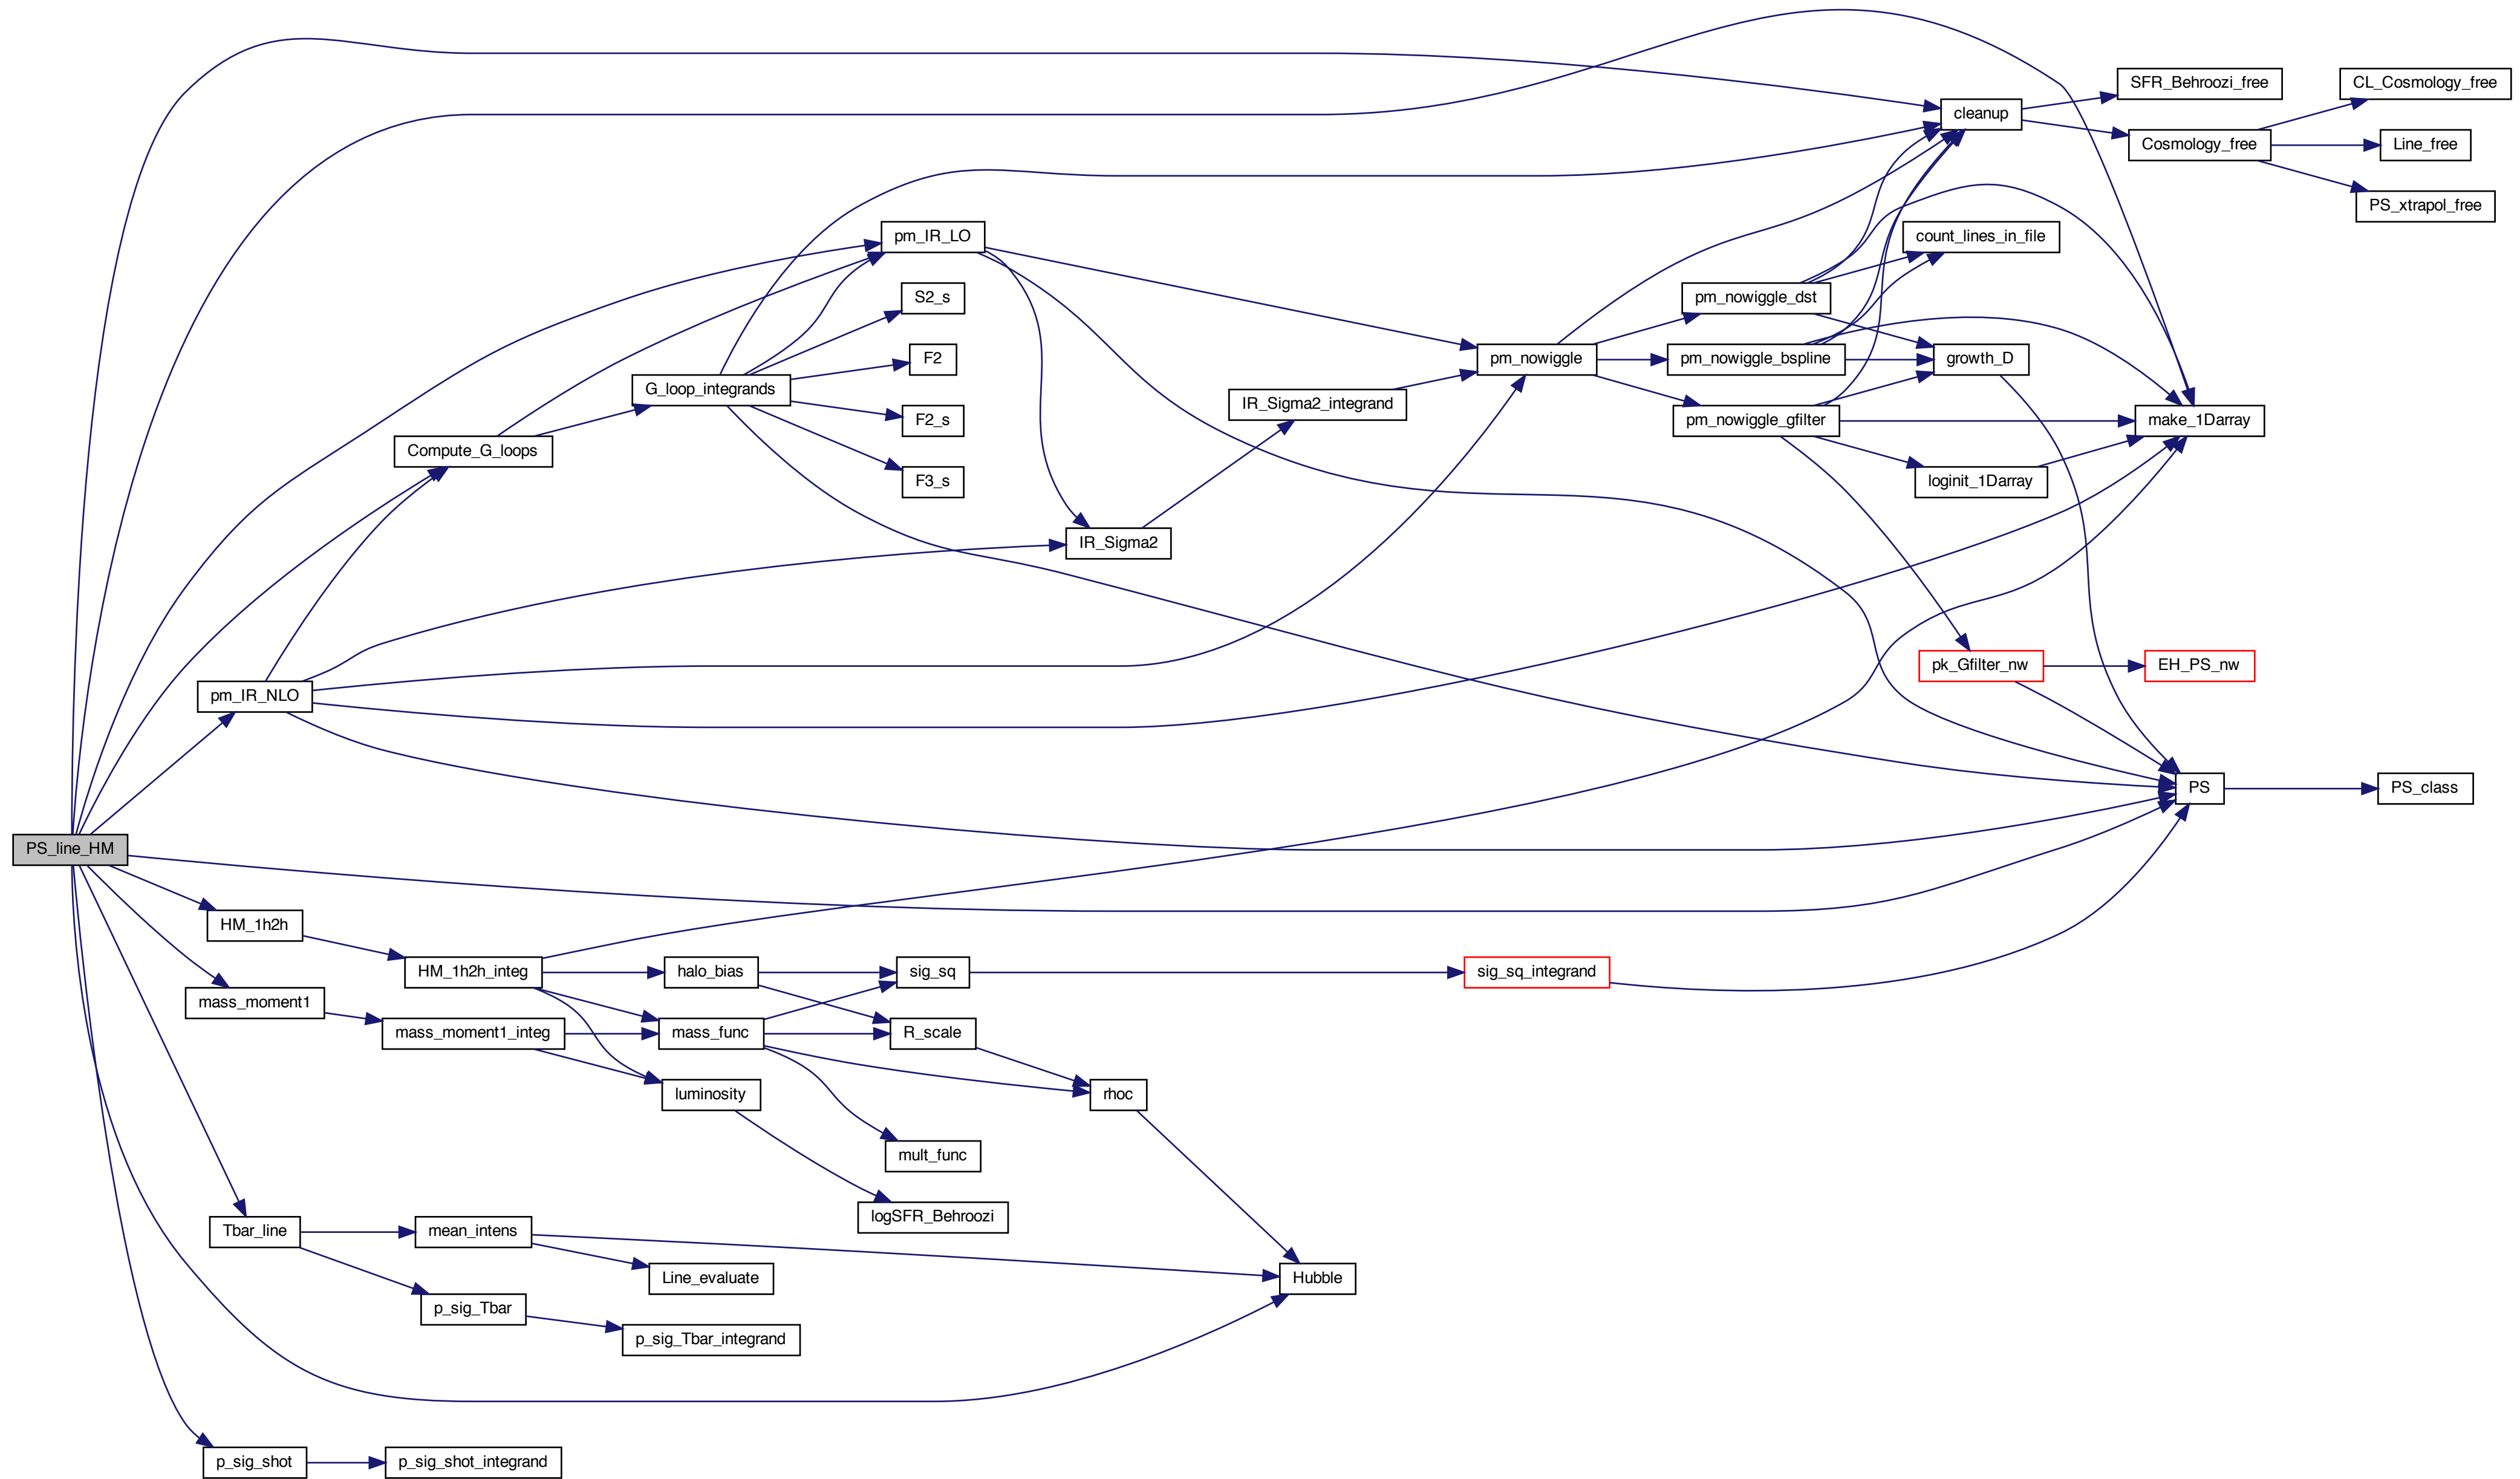 SFR_Behroozi_free
CL_Cosmology_free
cleanup
Cosmology_free
Line_free
PS_xtrapol_free
pm_IR_LO
count_lines_in_file
S2_s
pm_nowiggle_dst
F2
pm_nowiggle
pm_nowiggle_bspline
growth_D
G_loop_integrands
IR_Sigma2_integrand
F2_s
pm_nowiggle_gfilter
make_1Darray
Compute_G_loops
F3_s
loginit_1Darray
IR_Sigma2
pk_Gfilter_nw
EH_PS_nw
pm_IR_NLO
PS
PS_class
PS_line_HM
HM_1h2h
HM_1h2h_integ
halo_bias
sig_sq
sig_sq_integrand
mass_moment1
mass_moment1_integ
mass_func
R_scale
luminosity
rhoc
mult_func
logSFR_Behroozi
Tbar_line
mean_intens
Line_evaluate
Hubble
p_sig_Tbar
p_sig_Tbar_integrand
p_sig_shot
p_sig_shot_integrand